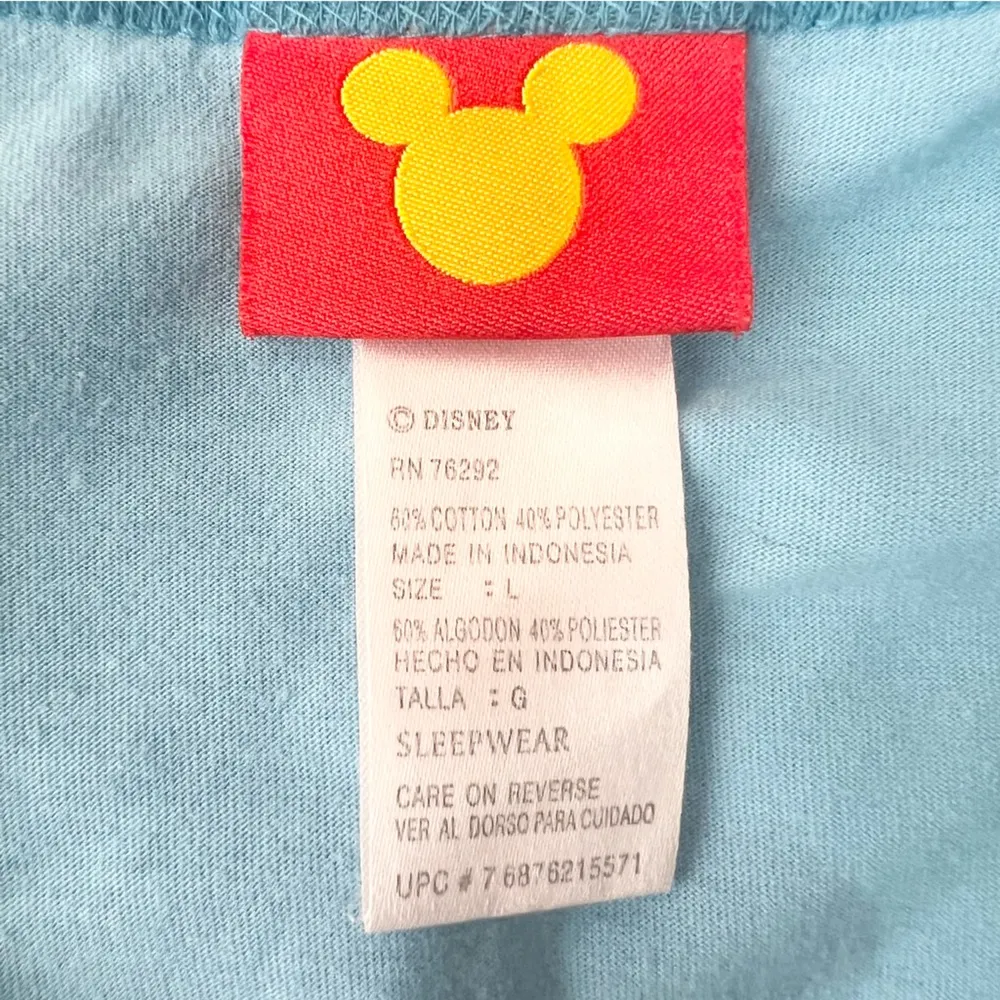 © DISNEY
RN 76292
60% COTTON 40% POLYESTER
MADE IN INDONESIA
SIZE : L
60% ALGODON 40% POLIESTER
HECHO EN INDONESIA
TALLA : G
SLEEPWEAR
CARE ON REVERSE
VER AL DORSO PARA CUIDADO
UPC # 7 6876215571